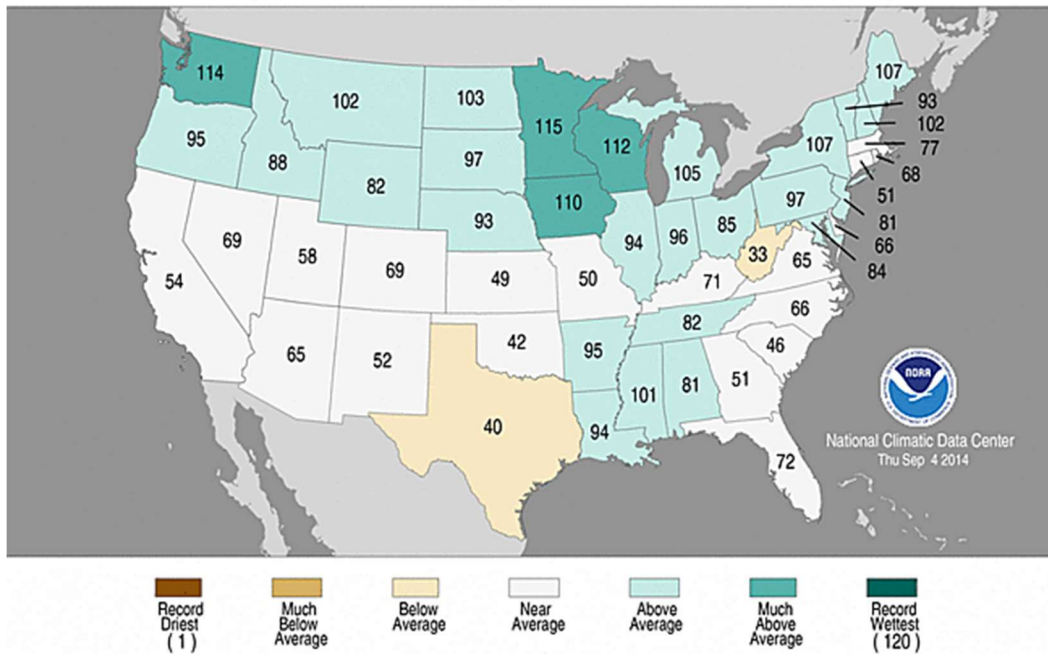 114
102
103
115
112
107
93
102
77
68
51
81
66
84
95
88
82
97
93
110
105
107
97
94
96
85
33
65
54
69
58
69
49
50
71
66
65
52
42
95
82
46
101
81
51
40
94
72
NOAA
National Climatic Data Center
Thu Sep 4 2014
Record
Driest
(1)
Much
Below
Average
Below
Average
Near
Average
Above
Average
Much
Above
Average
Record
Wettest
(120)